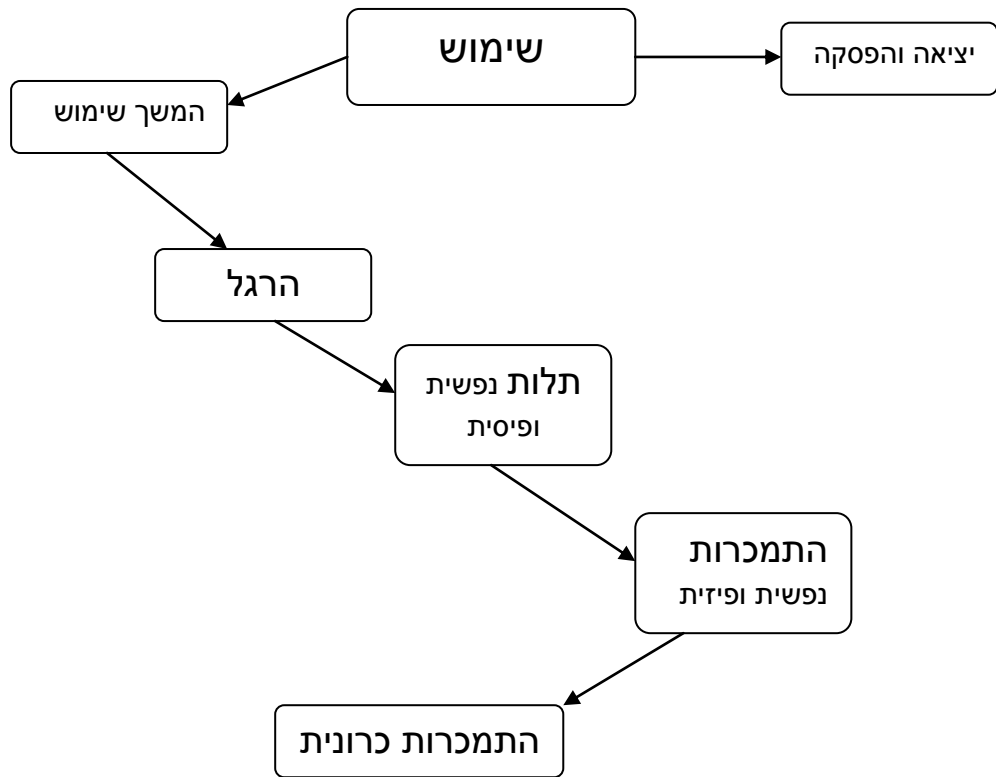 שימוש
יציאה והפסקה
המשך שימוש
הרגל
תלות נפשית
ופיסית
התמכרות
נפשית ופיזית
התמכרות כרונית